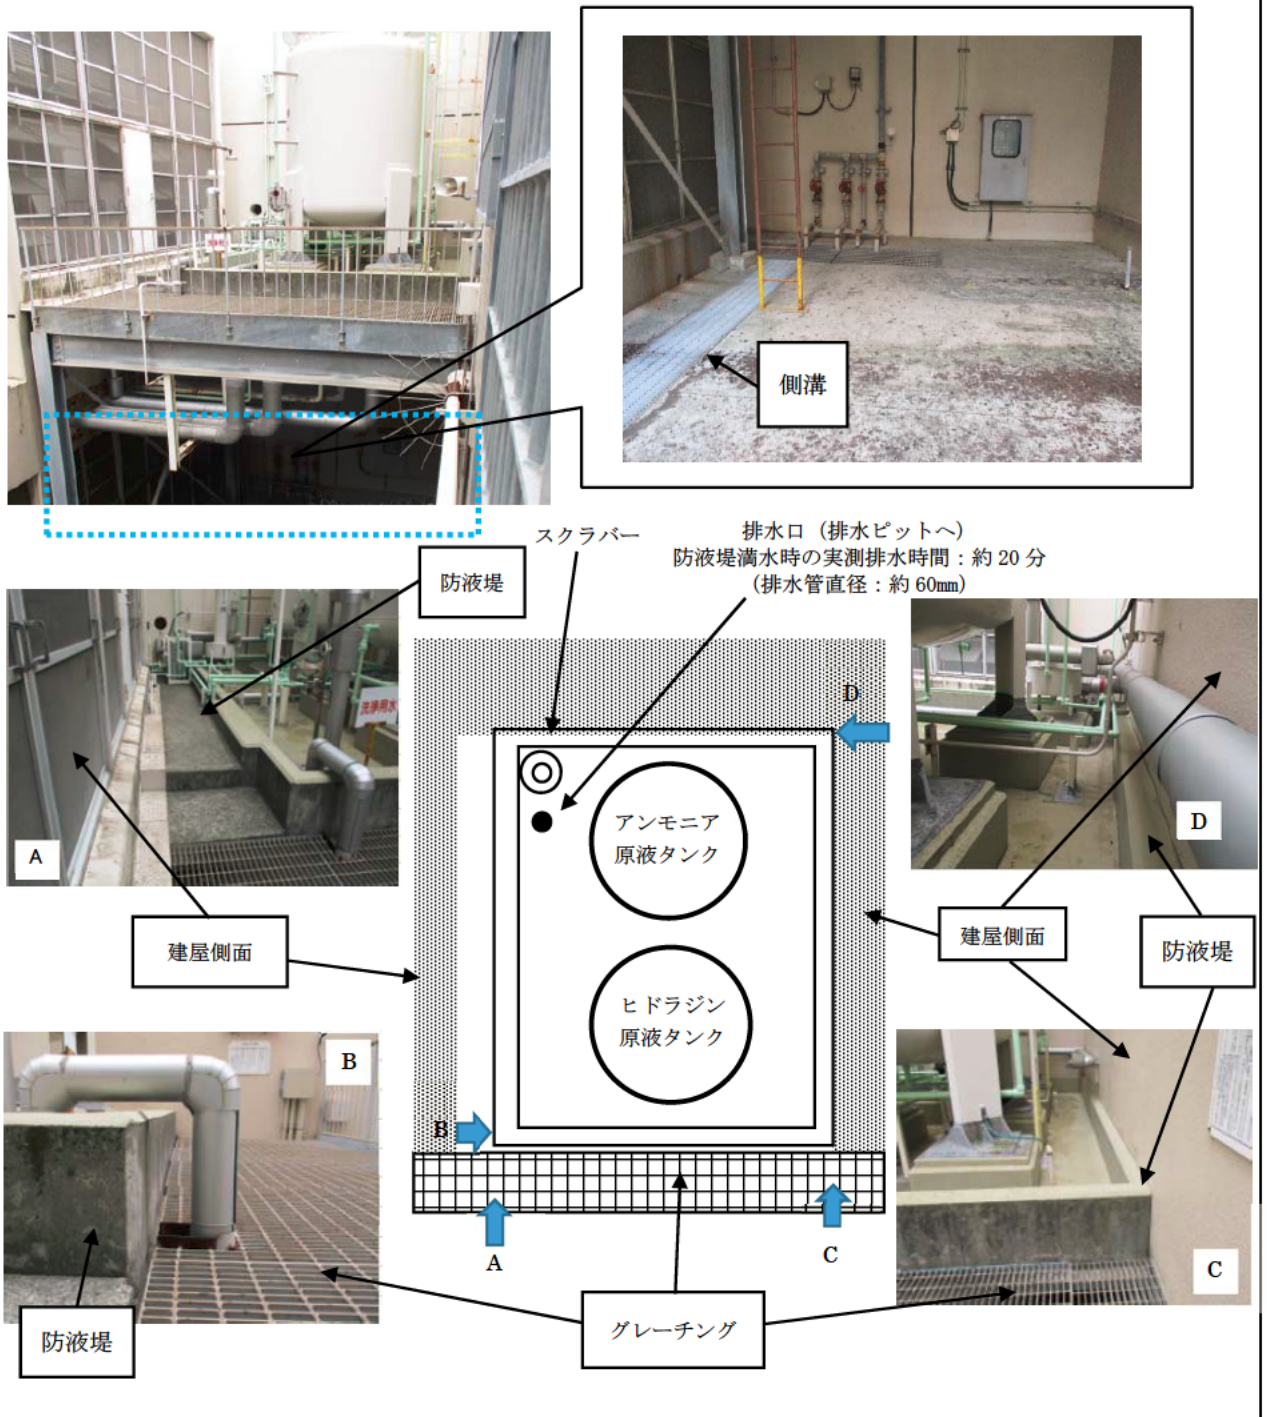 側溝
スクラバー
排水口（排水ピットへ）
防液堤満水時の実測排水時間：約 20 分
（排水管直径：約 60㎜）
防液堤
洗浄用水
D
アンモニア
原液タンク
D
A
建屋側面
建屋側面
防液堤
ヒドラジン
原液タンク
B
B
C
A
C
グレーチング
防液堤